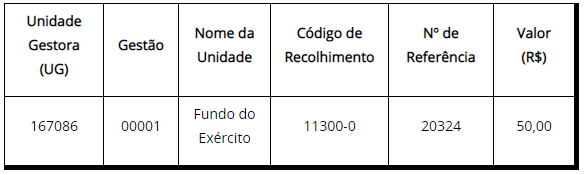 Unidade
Gestora
(UG)
Gestão
Nome da
Unidade
Código de
Recolhimento
Nº de
Referência
Valor
(R$)
167086
00001
Fundo do
Exército
11300-0
20324
50,00